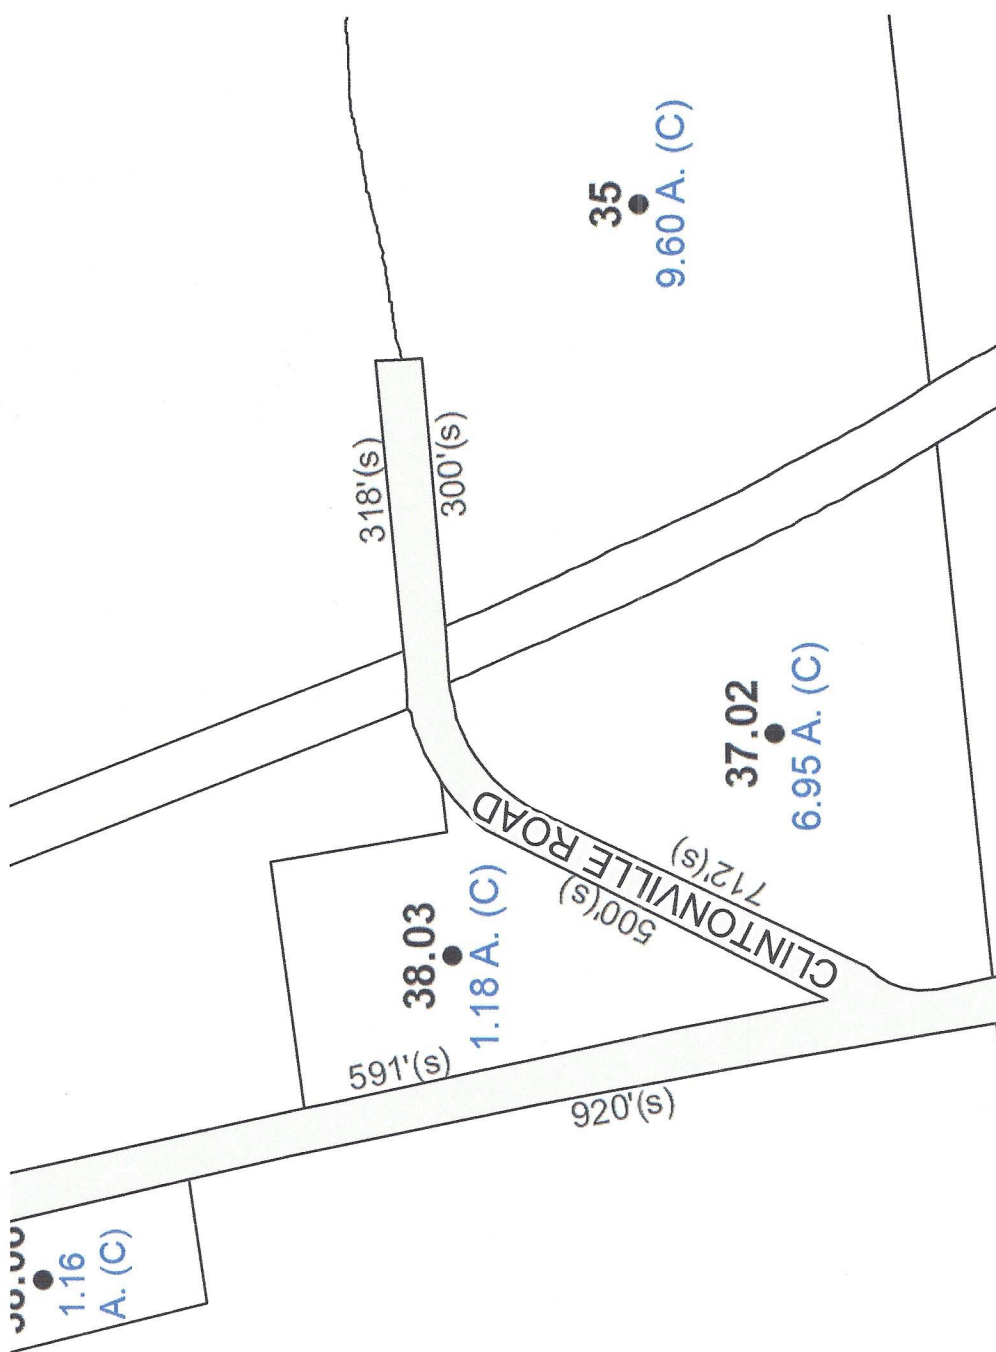 35
9.60 A. (C)
318'(s)
300'(s)
37.02
6.95 A. (C)
CLINTONVILLE ROAD
712'(s)
500'(s)
38.03
1.18 A. (C)
591'(s)
920'(s)
1.16
A. (C)